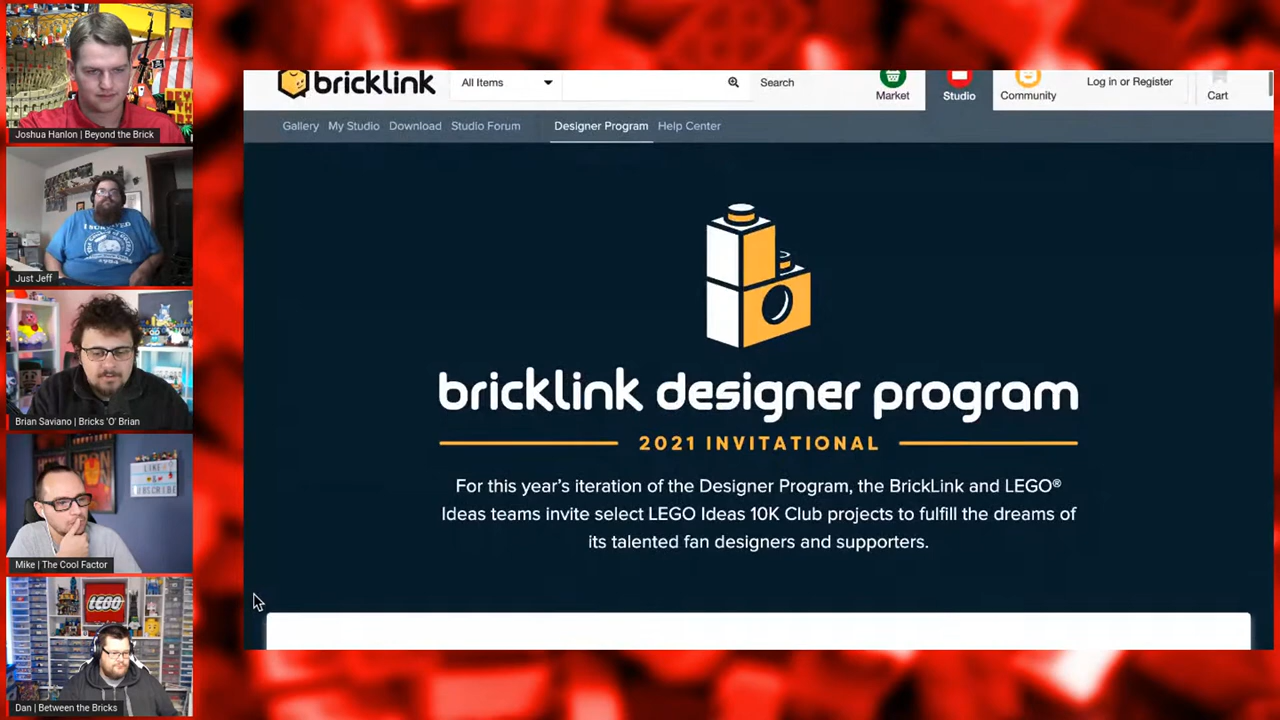 Joshua Hanlon | Beyond the Brick
I SURVIVED
Just Jeff
Brian Saviano | Bricks 'O' Brian
IRON
LIKE
&
Mike | The Cool Factor
LEGO
Dan | Between the Bricks
bricklink
All Items
Search
Market
Studio
Community
Log in or Register
Cart
Gallery
My Studio
Download
Studio Forum
Designer Program
Help Center
bricklink designer program
2021 INVITATIONAL
For this year's iteration of the Designer Program, the BrickLink and LEGO®
Ideas teams invite select LEGO Ideas 10K Club projects to fulfill the dreams of
its talented fan designers and supporters.